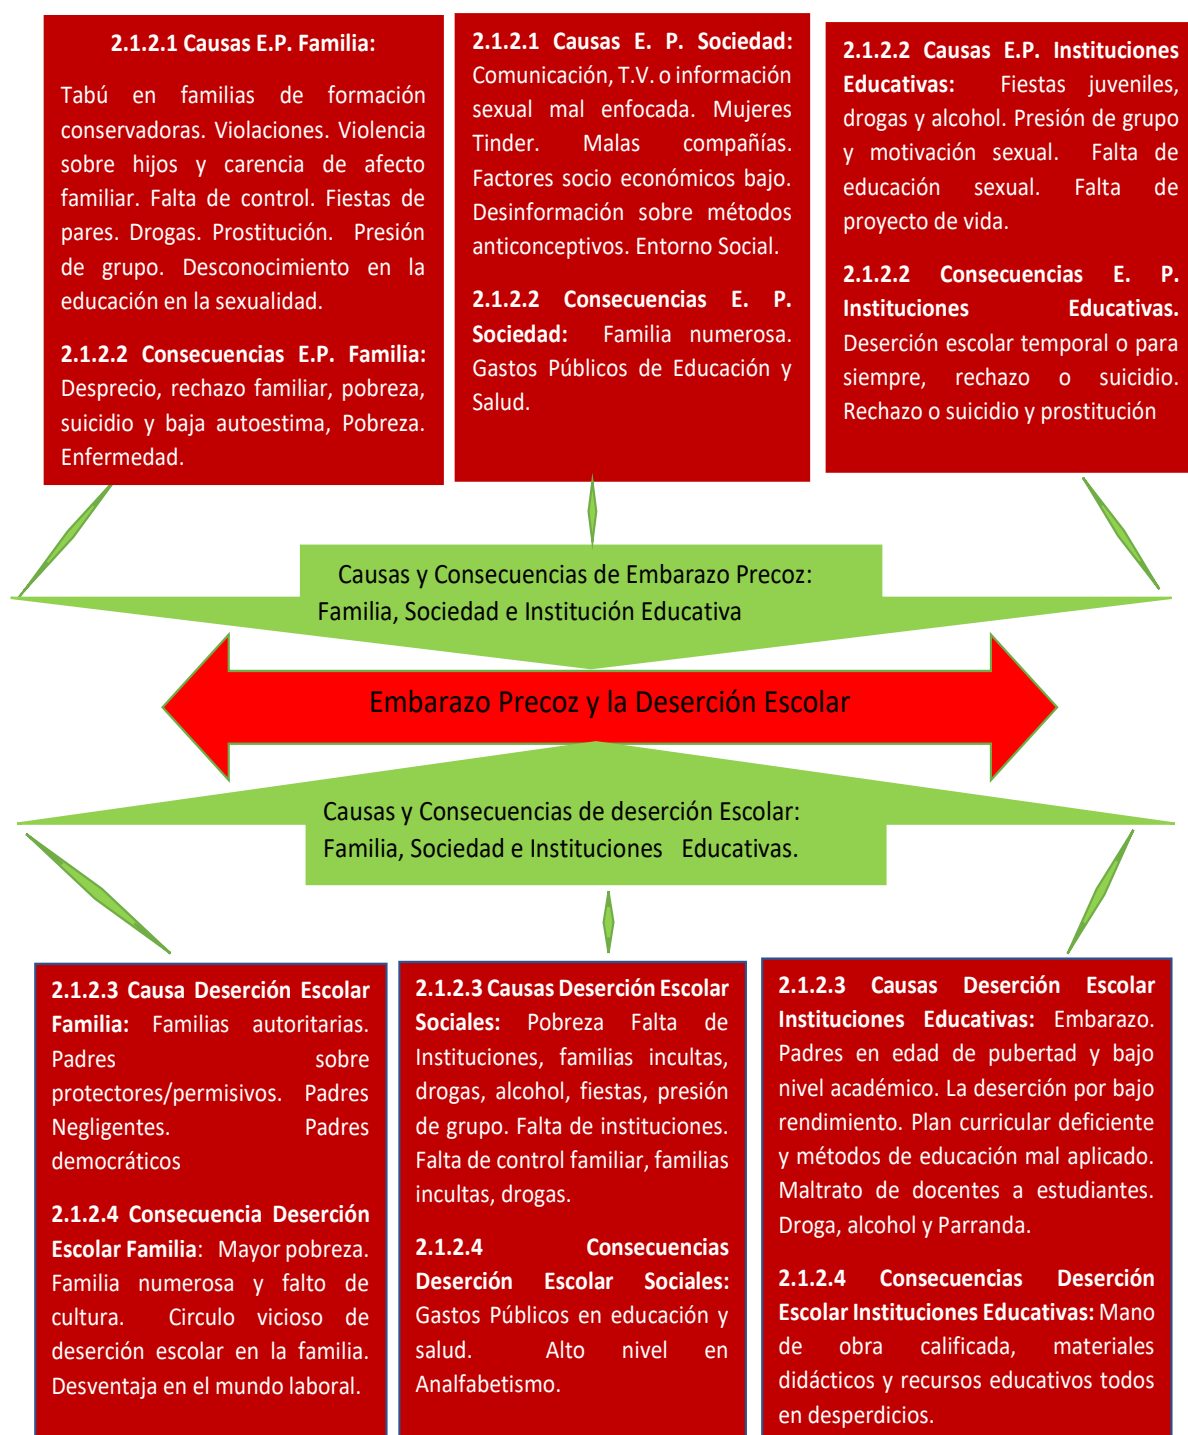 2.1.2.1 Causas E.P. Familia:
Tabú en familias de formación
conservadoras. Violaciones. Violencia
sobre hijos y carencia de afecto
familiar. Falta de control. Fiestas de
pares. Drogas. Prostitución. Presión
de grupo. Desconocimiento en la
educación en la sexualidad.
2.1.2.2 Consecuencias E.P. Familia:
Desprecio, rechazo familiar, pobreza,
suicidio y baja autoestima, Pobreza.
Enfermedad.
2.1.2.1 Causas E. P. Sociedad:
Comunicación, T.V. o información
sexual mal enfocada. Mujeres
Tinder. Malas compañías.
Factores socio económicos bajo.
Desinformación sobre métodos
anticonceptivos. Entorno Social.
2.1.2.2 Consecuencias E. P.
Sociedad: Familia numerosa.
Gastos Públicos de Educación y
Salud.
2.1.2.2 Causas E.P. Instituciones
Educativas: Fiestas juveniles,
drogas y alcohol. Presión de grupo
y motivación sexual. Falta de
educación sexual. Falta de
proyecto de vida.
2.1.2.2 Consecuencias E. P.
Instituciones Educativas.
Deserción escolar temporal o para
siempre, rechazo o suicidio.
Rechazo o suicidio y prostitución
Causas y Consecuencias de Embarazo Precoz:
Familia, Sociedad e Institución Educativa
Embarazo Precoz y la Deserción Escolar
Causas y Consecuencias de deserción Escolar:
Familia, Sociedad e Instituciones Educativas.
2.1.2.3 Causa Deserción Escolar
Familia: Familias autoritarias.
Padres sobre
protectores/permisivos. Padres
Negligentes. Padres
democráticos
2.1.2.4 Consecuencia Deserción
Escolar Familia: Mayor pobreza.
Familia numerosa y falto de
cultura. Circulo vicioso de
deserción escolar en la familia.
Desventaja en el mundo laboral.
2.1.2.3 Causas Deserción Escolar
Sociales: Pobreza Falta de
Instituciones, familias incultas,
drogas, alcohol, fiestas, presión
de grupo. Falta de instituciones.
Falta de control familiar, familias
incultas, drogas.
2.1.2.4 Consecuencias
Deserción Escolar Sociales:
Gastos Públicos en educación y
salud. Alto nivel en
Analfabetismo.
2.1.2.3 Causas Deserción Escolar
Instituciones Educativas: Embarazo.
Padres en edad de pubertad y bajo
nivel académico. La deserción por bajo
rendimiento. Plan curricular deficiente
y métodos de educación mal aplicado.
Maltrato de docentes a estudiantes.
Droga, alcohol y Parranda.
2.1.2.4 Consecuencias Deserción
Escolar Instituciones Educativas: Mano
de obra calificada, materiales
didácticos y recursos educativos todos
en desperdicios.